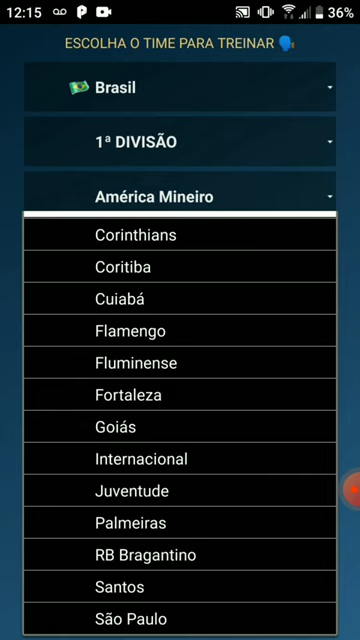 12:15
36%
ESCOLHA O TIME PARA TREINAR
Brasil
1ª DIVISÃO
América Mineiro
Corinthians
Coritiba
Cuiabá
Flamengo
Fluminense
Fortaleza
Goiás
Internacional
Juventude
Palmeiras
RB Bragantino
Santos
São Paulo